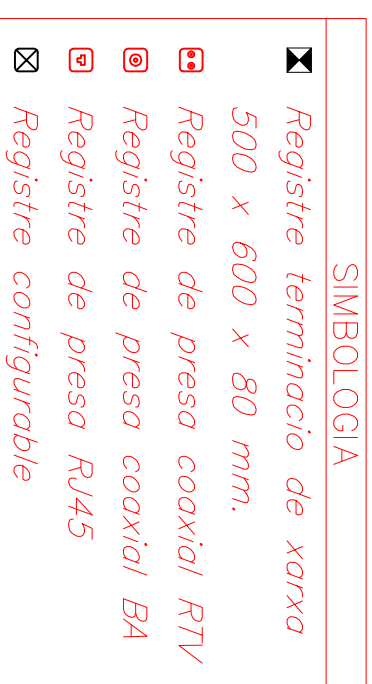 SIMBOLOGIA
Registre terminacio de xarxa
500 x 600 x 80 mm.
Registre de presa coaxial RTV
Registre de presa coaxial BA
Registre de presa RJ45
Registre configurable